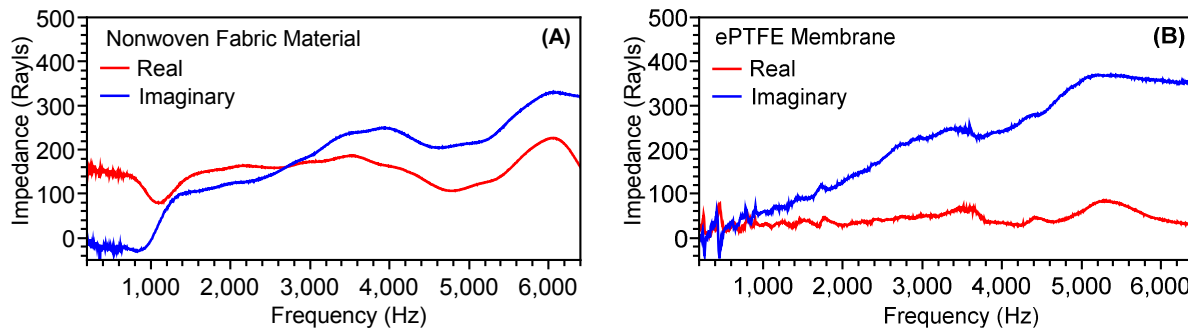 Nonwoven Fabric Material
(A)
Real
Imaginary
Impedance (Rayls)
500
400
300
200
100
0
1,000 2,000 3,000 4,000 5,000 6,000
Frequency (Hz)
ePTFE Membrane
(B)
Real
Imaginary
Impedance (Rayls)
500
400
300
200
100
0
1,000 2,000 3,000 4,000 5,000 6,000
Frequency (Hz)